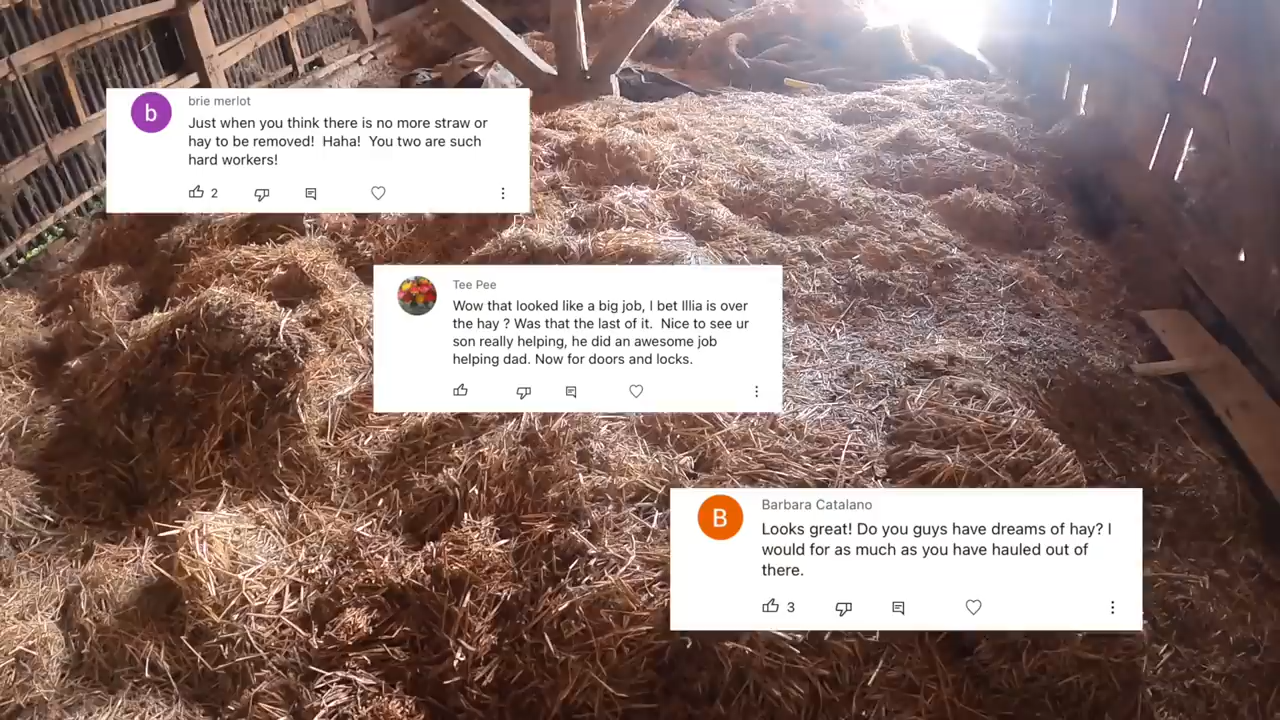 b
brie merlot
Just when you think there is no more straw or
hay to be removed!  Haha!  You two are such
hard workers!
2
Tee Pee
Wow that looked like a big job, I bet Illia is over
the hay ? Was that the last of it.  Nice to see ur
son really helping, he did an awesome job
helping dad. Now for doors and locks.
B
Barbara Catalano
Looks great! Do you guys have dreams of hay? I
would for as much as you have hauled out of
there.
3